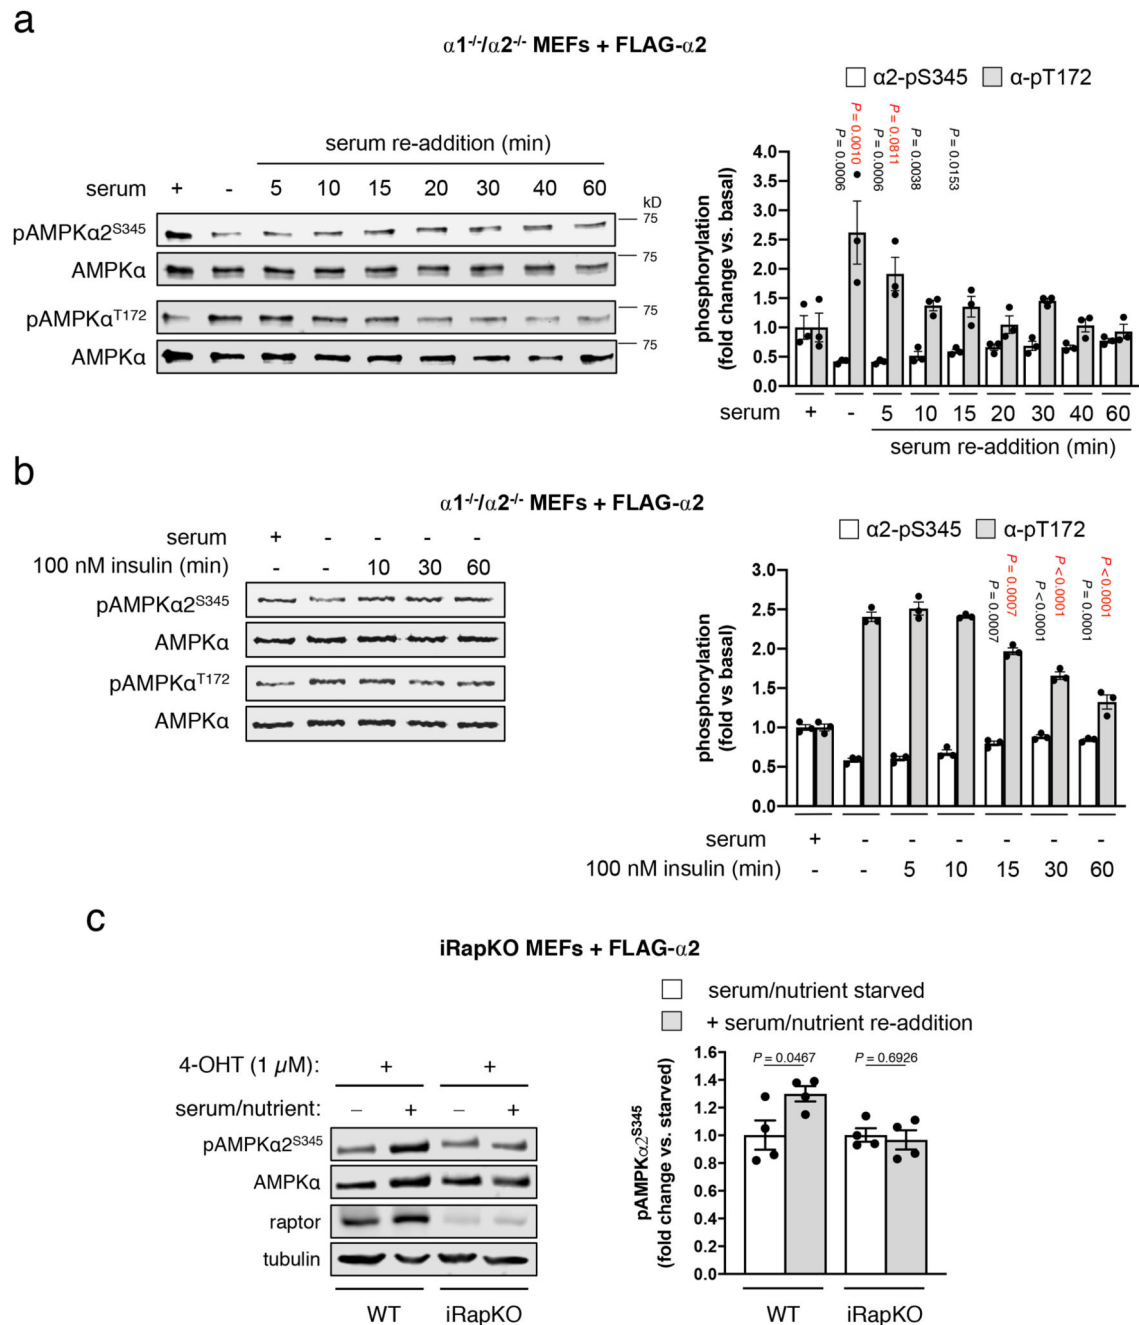 a
α1-/-/α2-/- MEFs + FLAG-α2
serum re-addition (min)
serum + - 5 10 15 20 30 40 60
kD
pAMPKα2S345 75
AMPKα 75
pAMPKαT172 75
AMPKα 75
α2-pS345 α-pT172
P = 0.0006 P = 0.0010 P = 0.0006 P = 0.0811 P = 0.0038 P = 0.0153
phosphorylation
(fold change vs. basal)
4.0
3.5
3.0
2.5
2.0
1.5
1.0
0.5
0.0
serum + - 5 10 15 20 30 40 60
serum re-addition (min)
b
α1-/-/α2-/- MEFs + FLAG-α2
serum + - - - -
100 nM insulin (min) - - 10 30 60
pAMPKα2S345
AMPKα
pAMPKαT172
AMPKα
α2-pS345 α-pT172
P = 0.0007 P = 0.0007 P < 0.0001 P < 0.0001 P = 0.0001 P < 0.0001
phosphorylation
(fold vs basal)
3.0
2.5
2.0
1.5
1.0
0.5
0.0
serum + - - - - - -
100 nM insulin (min) - - 5 10 15 30 60
c
iRapKO MEFs + FLAG-α2
4-OHT (1 µM): + +
serum/nutrient: – + – +
pAMPKα2S345
AMPKα
raptor
tubulin
WT iRapKO
serum/nutrient starved
+ serum/nutrient re-addition
P = 0.0467 P = 0.6926
pAMPKα2S345
(fold change vs. starved)
1.6
1.4
1.2
1.0
0.8
0.6
0.4
0.2
0.0
WT iRapKO